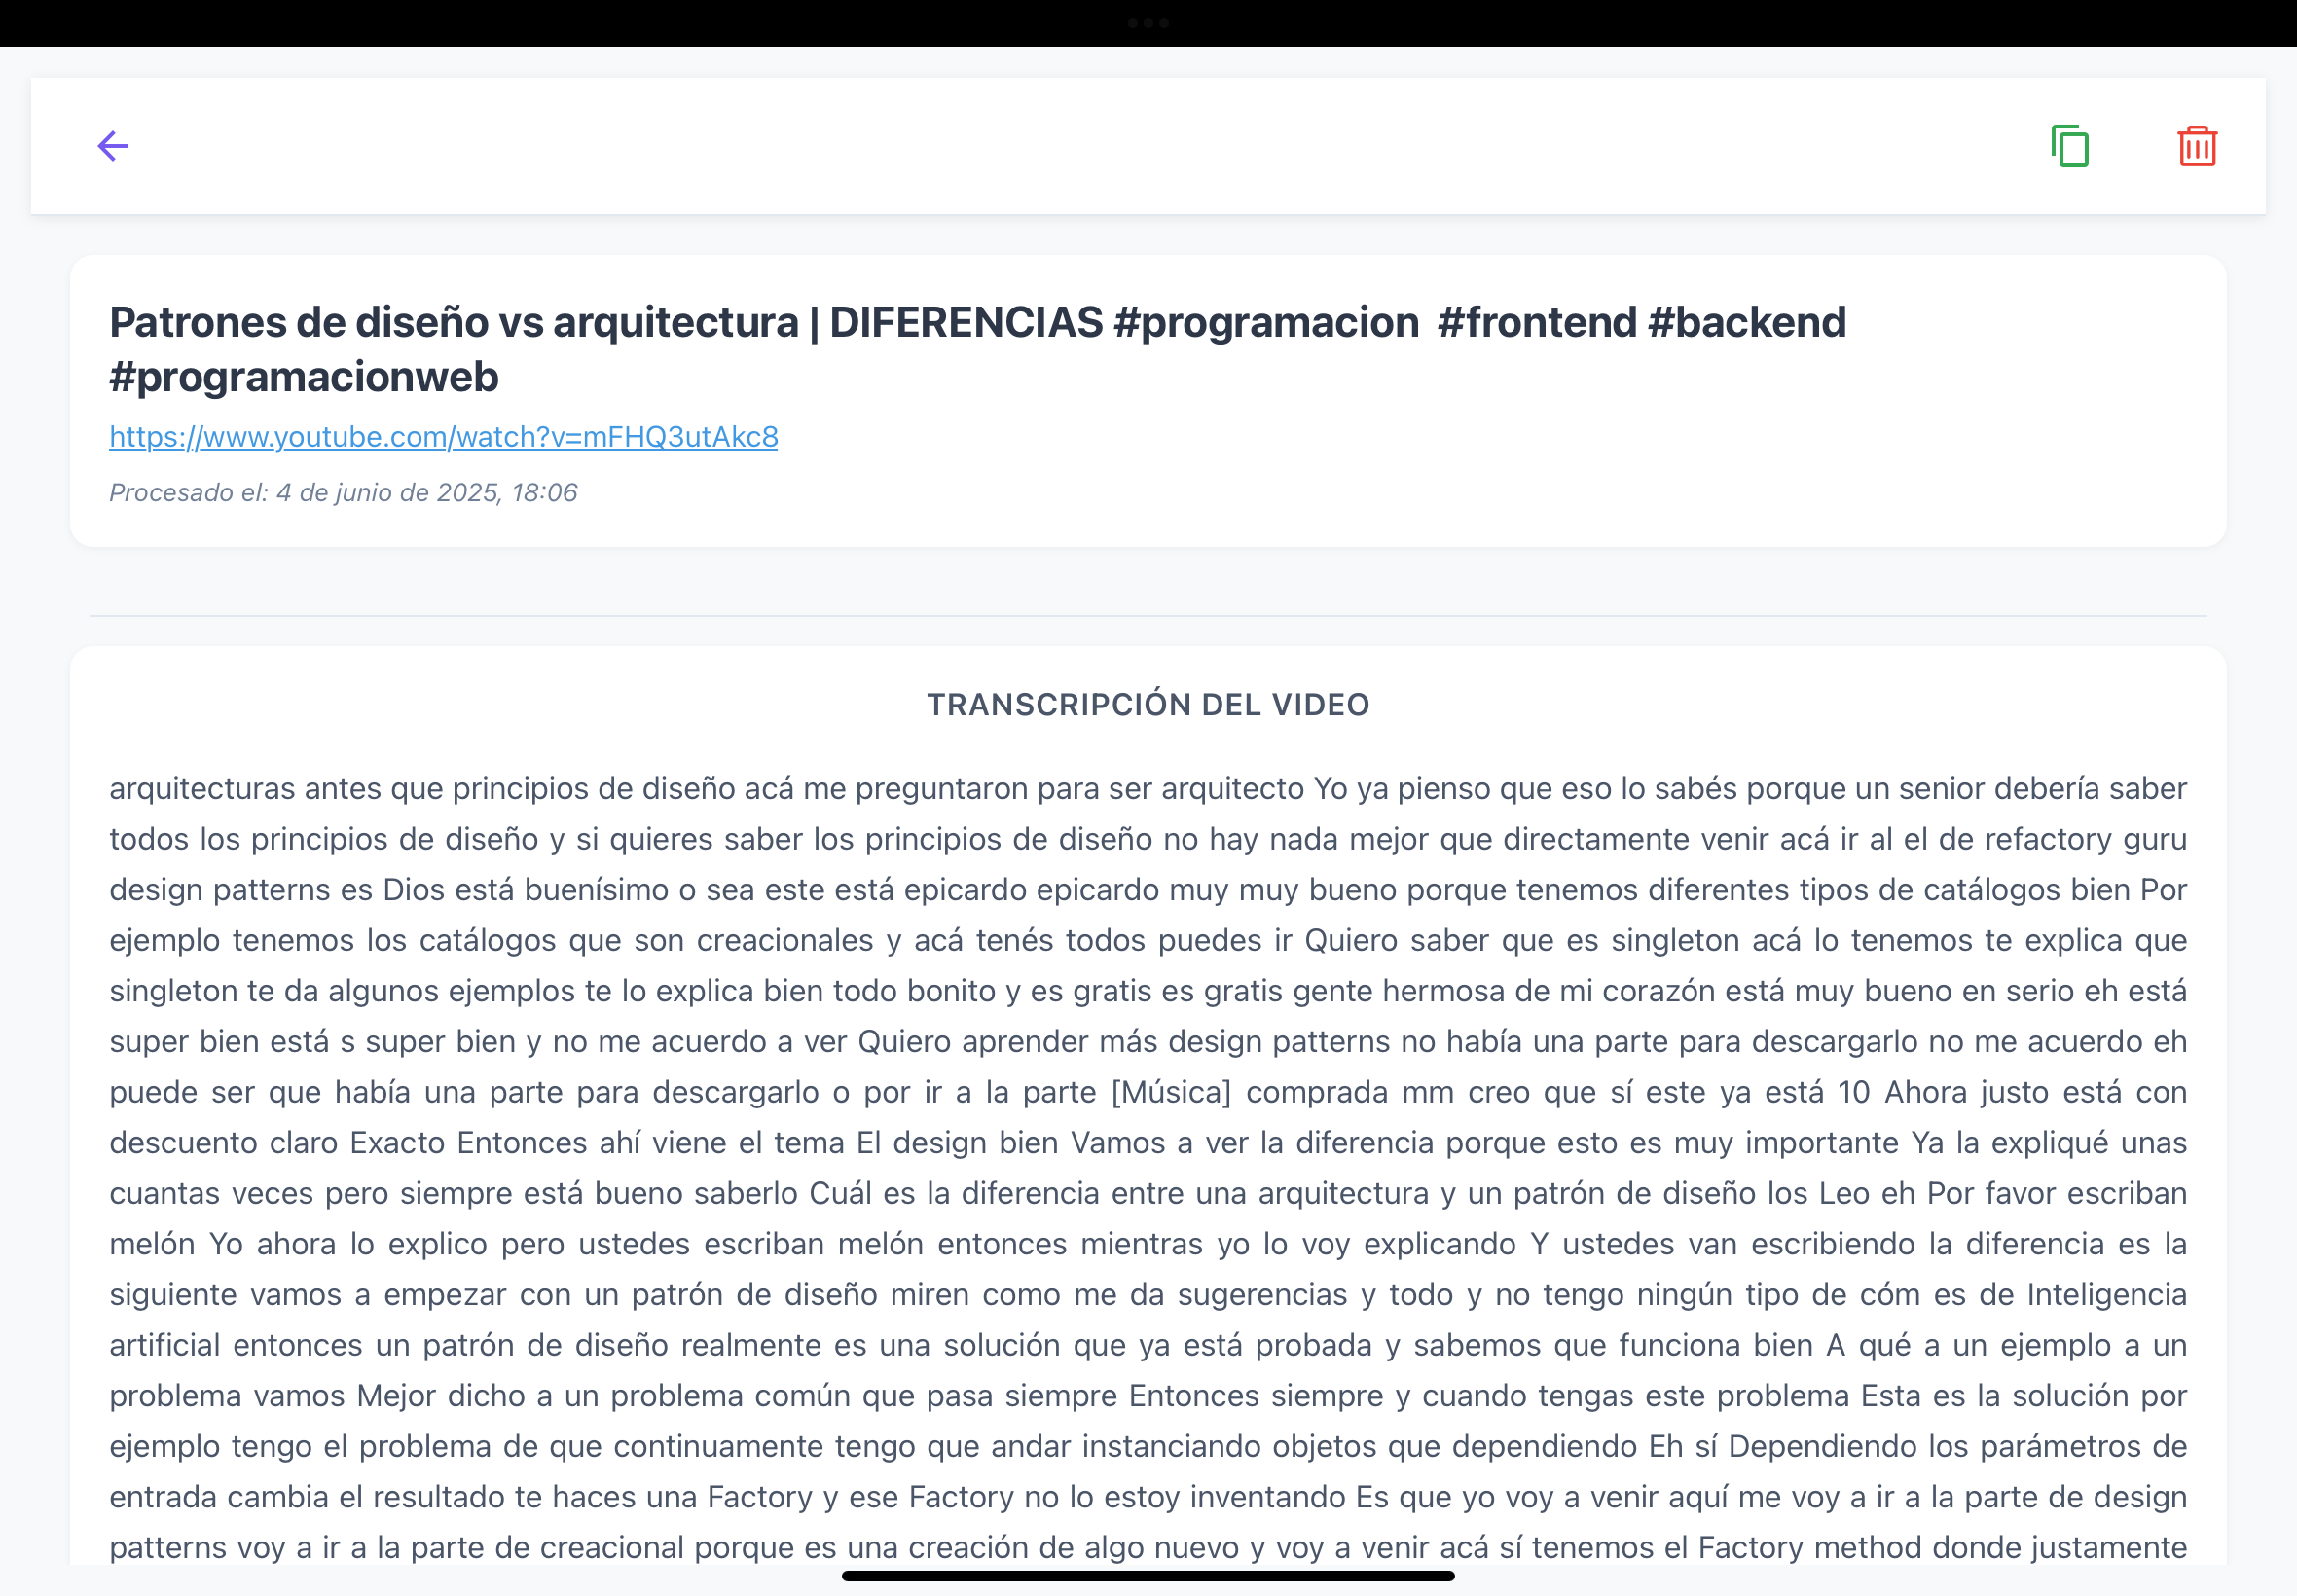 Patrones de diseño vs arquitectura | DIFERENCIAS #programacion  #frontend #backend
#programacionweb
https://www.youtube.com/watch?v=mFHQ3utAkc8
Procesado el: 4 de junio de 2025, 18:06
TRANSCRIPCIÓN DEL VIDEO
arquitecturas antes que principios de diseño acá me preguntaron para ser arquitecto Yo ya pienso que eso lo sabés porque un senior debería saber
todos los principios de diseño y si quieres saber los principios de diseño no hay nada mejor que directamente venir acá ir al el de refactory guru
design patterns es Dios está buenísimo o sea este está epicardo epicardo muy muy bueno porque tenemos diferentes tipos de catálogos bien Por
ejemplo tenemos los catálogos que son creacionales y acá tenés todos puedes ir Quiero saber que es singleton acá lo tenemos te explica que
singleton te da algunos ejemplos te lo explica bien todo bonito y es gratis es gratis gente hermosa de mi corazón está muy bueno en serio eh está
super bien está s super bien y no me acuerdo a ver Quiero aprender más design patterns no había una parte para descargarlo no me acuerdo eh
puede ser que había una parte para descargarlo o por ir a la parte [Música] comprada mm creo que sí este ya está 10 Ahora justo está con
descuento claro Exacto Entonces ahí viene el tema El design bien Vamos a ver la diferencia porque esto es muy importante Ya la expliqué unas
cuantas veces pero siempre está bueno saberlo Cuál es la diferencia entre una arquitectura y un patrón de diseño los Leo eh Por favor escriban
melón Yo ahora lo explico pero ustedes escriban melón entonces mientras yo lo voy explicando Y ustedes van escribiendo la diferencia es la
siguiente vamos a empezar con un patrón de diseño miren como me da sugerencias y todo y no tengo ningún tipo de cóm es de Inteligencia
artificial entonces un patrón de diseño realmente es una solución que ya está probada y sabemos que funciona bien A qué a un ejemplo a un
problema vamos Mejor dicho a un problema común que pasa siempre Entonces siempre y cuando tengas este problema Esta es la solución por
ejemplo tengo el problema de que continuamente tengo que andar instanciando objetos que dependiendo Eh sí Dependiendo los parámetros de
entrada cambia el resultado te haces una Factory y ese Factory no lo estoy inventando Es que yo voy a venir aquí me voy a ir a la parte de design
patterns voy a ir a la parte de creacional porque es una creación de algo nuevo y voy a venir acá sí tenemos el Factory method donde justamente